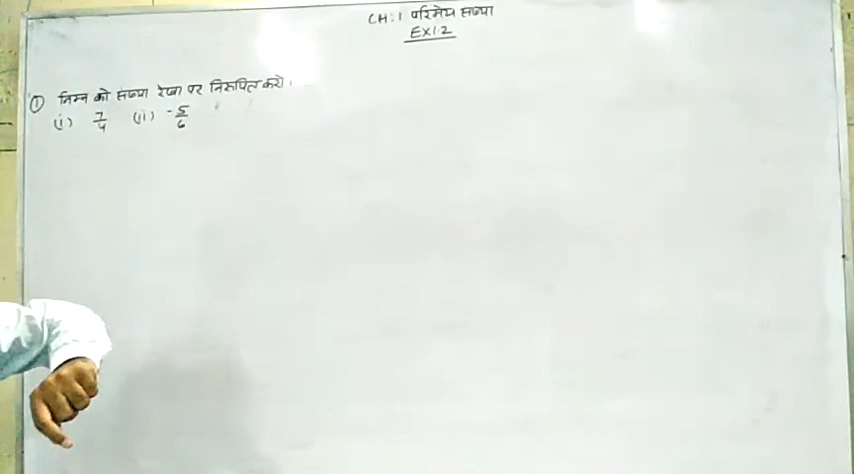 CH:1 परिमेय संख्या
EX 1.2
① निम्न को संख्या रेखा पर निरूपित करो।
(i) 7/4 (ii) -5/6